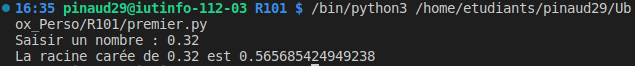 16:35 pinaud29@iutinfo-112-03 R101 $ /bin/python3 /home/etudiants/pinaud29/Ub
ox_Perso/R101/premier.py
Saisir un nombre : 0.32
La racine carée de 0.32 est 0.565685424949238